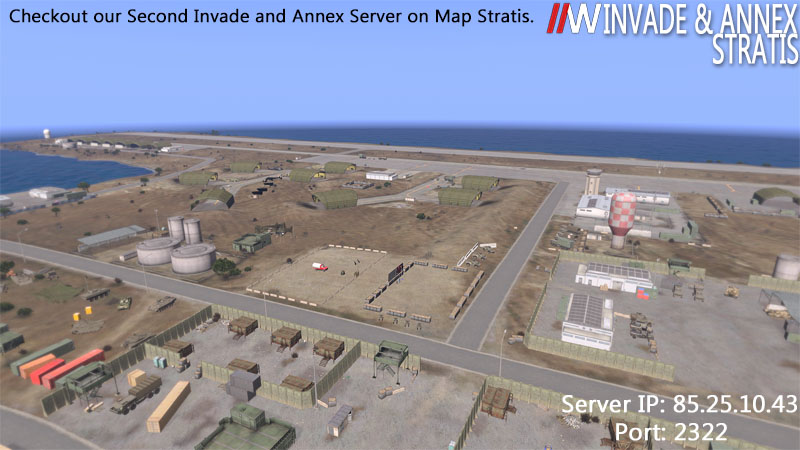 Checkout our Second Invade and Annex Server on Map Stratis.
//W INVADE & ANNEX
STRATIS
Server IP: 85.25.10.43
Port: 2322